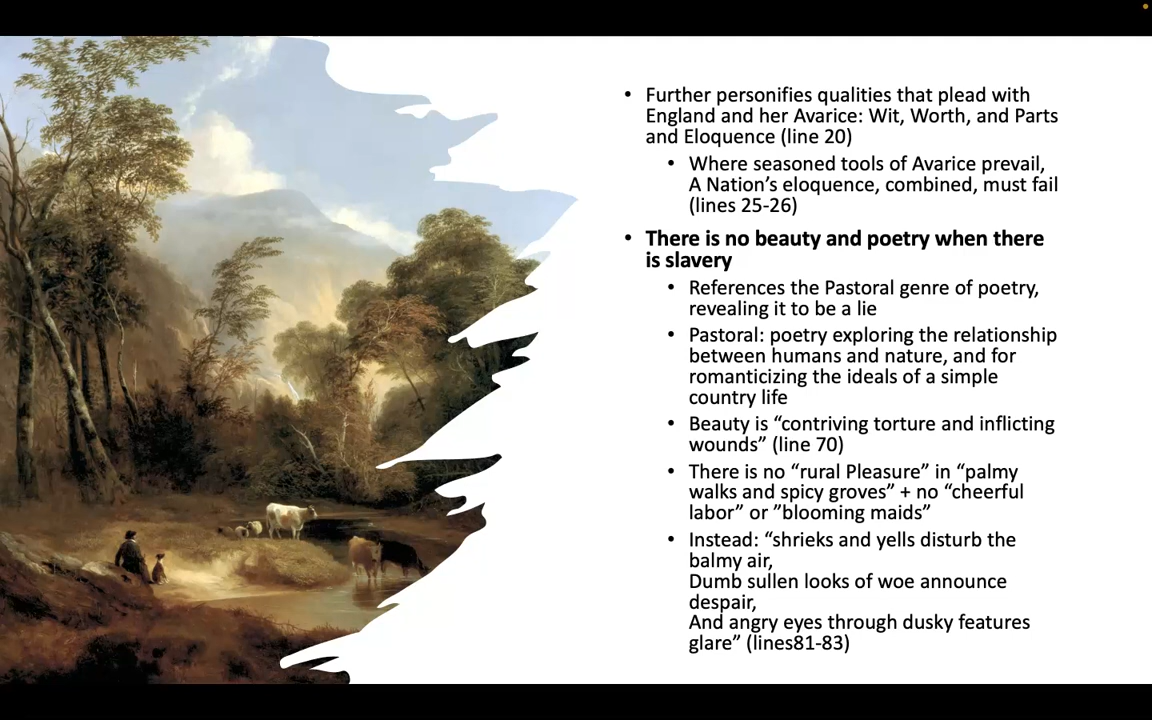 • Further personifies qualities that plead with
England and her Avarice: Wit, Worth, and Parts
and Eloquence (line 20)
• Where seasoned tools of Avarice prevail,
A Nation’s eloquence, combined, must fail
(lines 25-26)
• There is no beauty and poetry when there
is slavery
• References the Pastoral genre of poetry,
revealing it to be a lie
• Pastoral: poetry exploring the relationship
between humans and nature, and for
romanticizing the ideals of a simple
country life
• Beauty is “contriving torture and inflicting
wounds” (line 70)
• There is no “rural Pleasure” in “palmy
walks and spicy groves” + no “cheerful
labor” or ”blooming maids”
• Instead: “shrieks and yells disturb the
balmy air,
Dumb sullen looks of woe announce
despair,
And angry eyes through dusky features
glare” (lines81-83)